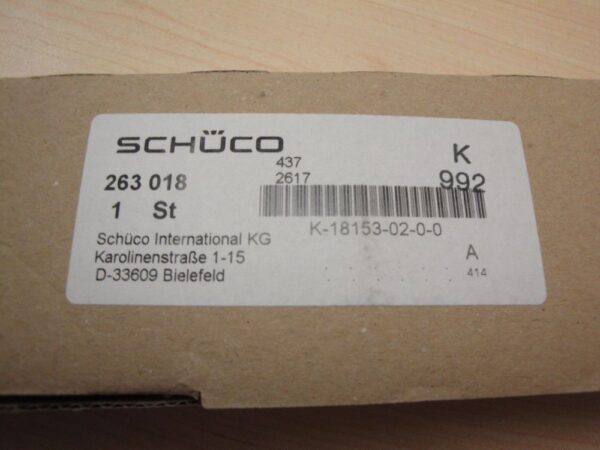 SCHÜCO
437
K
263 018
2617
992
1 St
K-18153-02-0-0
Schüco International KG
Karolinenstraße 1-15
D-33609 Bielefeld
A
414